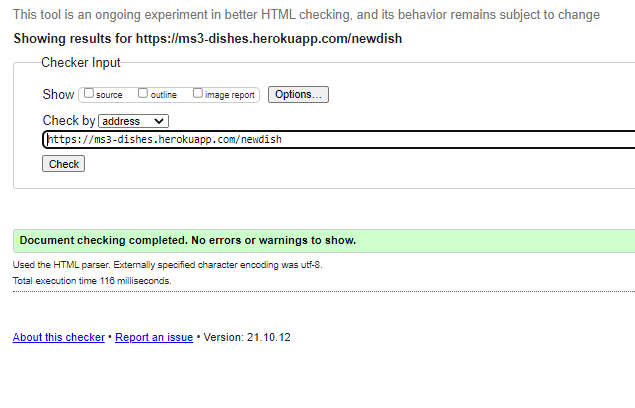 This tool is an ongoing experiment in better HTML checking, and its behavior remains subject to change
Showing results for https://ms3-dishes.herokuapp.com/newdish
Checker Input
Show source outline image report Options...
Check by address
https://ms3-dishes.herokuapp.com/newdish
Check
Document checking completed. No errors or warnings to show.
Used the HTML parser. Externally specified character encoding was utf-8.
Total execution time 116 milliseconds.
About this checker • Report an issue • Version: 21.10.12